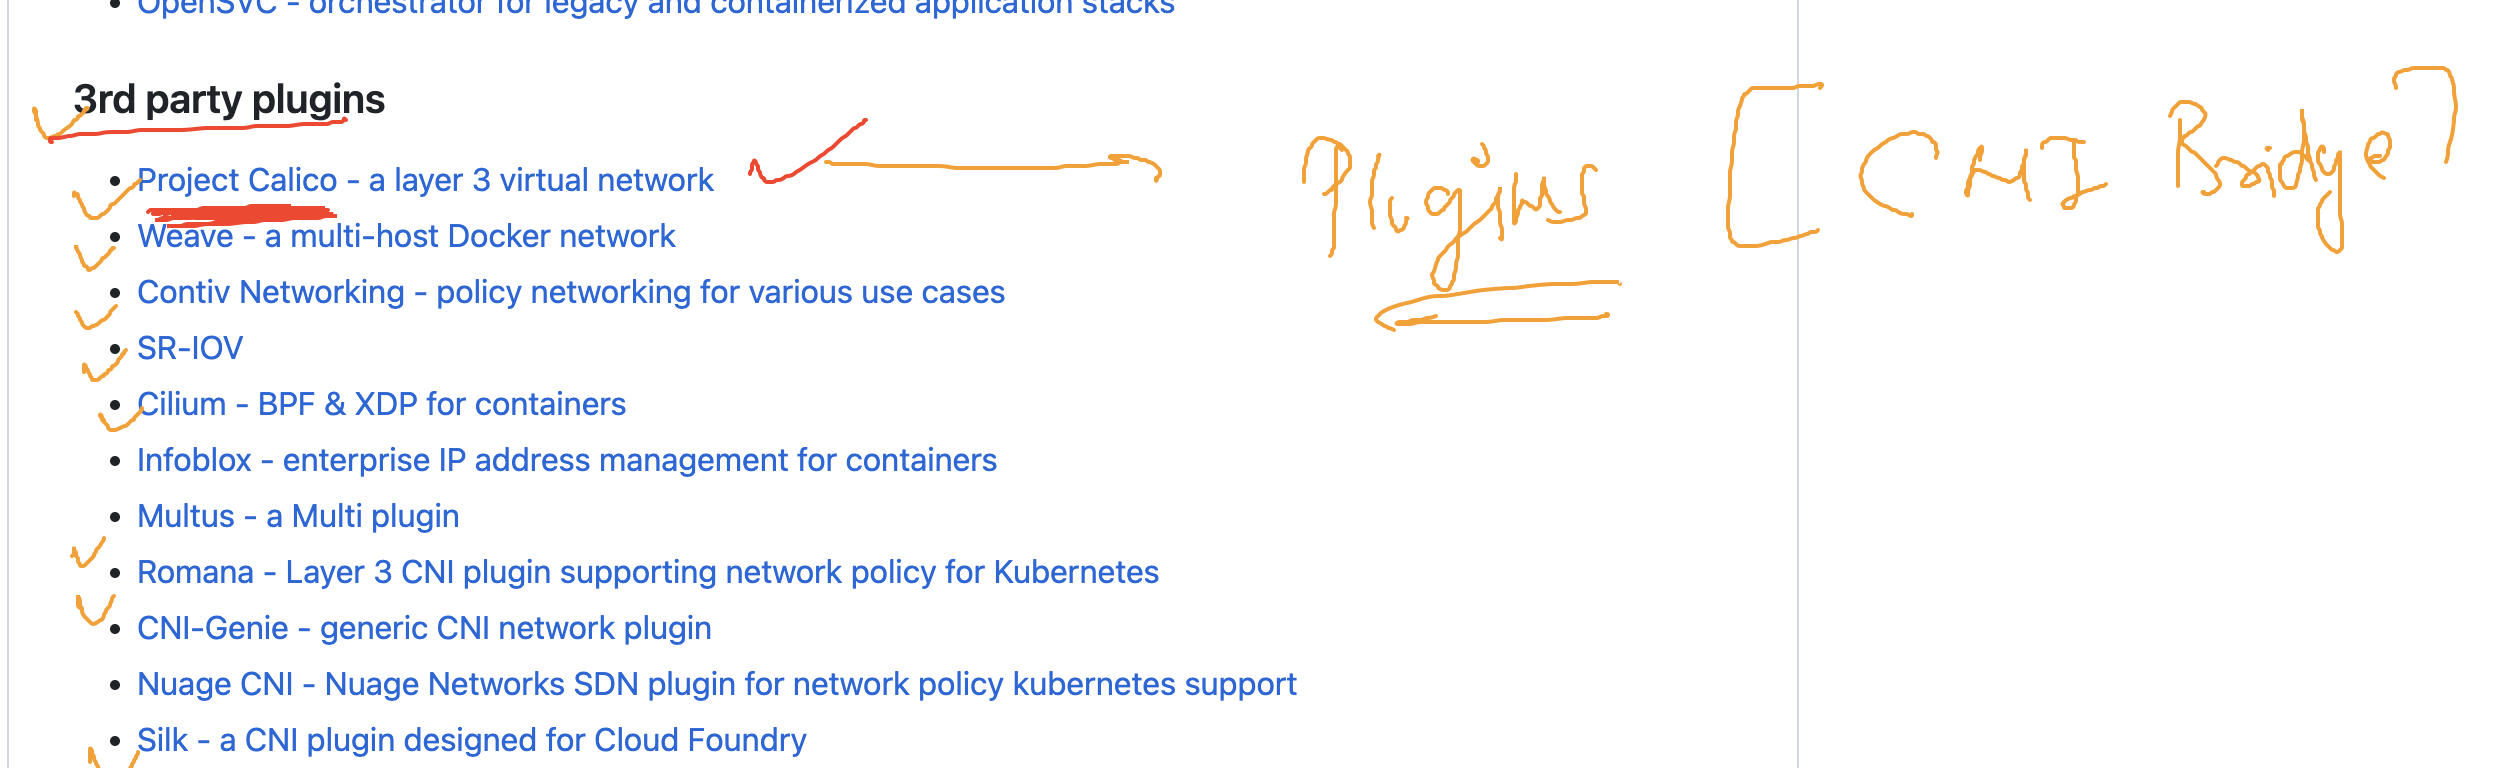 OpenSVC - orchestrator for legacy and containerized application stacks
3rd party plugins
Project Calico - a layer 3 virtual network
Weave - a multi-host Docker network
Contiv Networking - policy networking for various use cases
SR-IOV
Cilium - BPF & XDP for containers
Infoblox - enterprise IP address management for containers
Multus - a Multi plugin
Romana - Layer 3 CNI plugin supporting network policy for Kubernetes
CNI-Genie - generic CNI network plugin
Nuage CNI - Nuage Networks SDN plugin for network policy kubernetes support
Silk - a CNI plugin designed for Cloud Foundry
Plugins
[CNI Bridge]